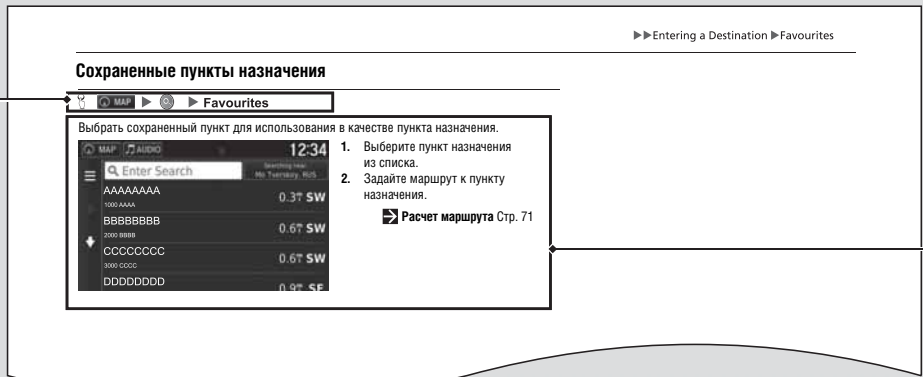 ▶▶Entering a Destination ▶Favourites
Сохраненные пункты назначения
MAP ▶ ▶ Favourites
Выбрать сохраненный пункт для использования в качестве пункта назначения.
MAP AUDIO 12:34
Enter Search
AAAAAAAA
1000 AAAA
0.3 SW
BBBBBBBB
2000 BBBB
0.6 SW
CCCCCCCC
3000 CCCC
0.6 SW
DDDDDDDD
0.9 SE
1. Выберите пункт назначения
из списка.
2. Задайте маршрут к пункту
назначения.
Расчет маршрута Стр. 71